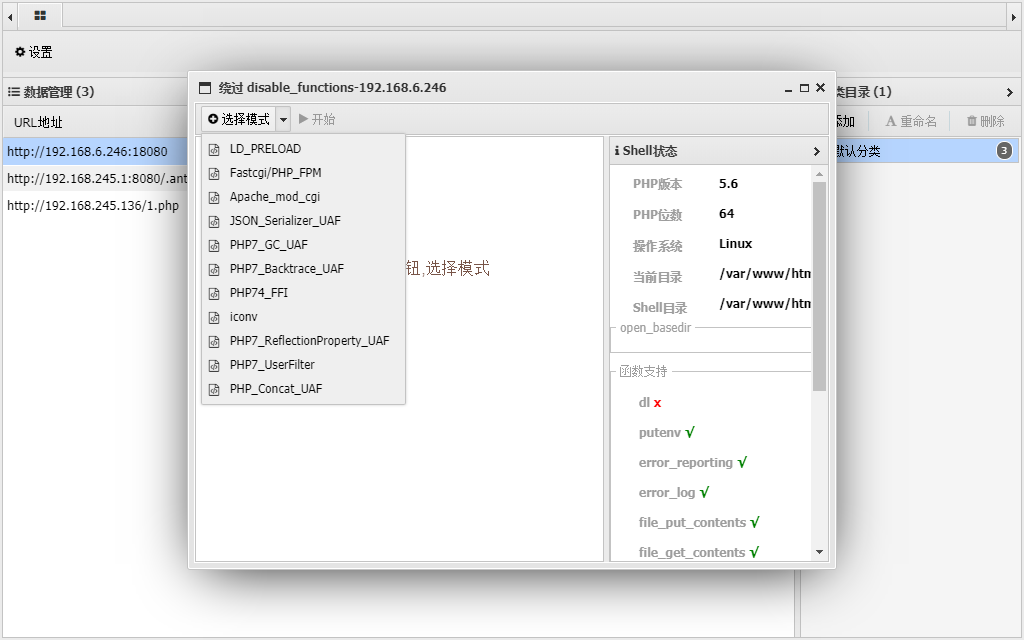 设置
数据管理 (3)
URL地址
http://192.168.6.246:18080
http://192.168.245.1:8080/.ant
http://192.168.245.136/1.php
绕过 disable_functions-192.168.6.246
选择模式
开始
LD_PRELOAD
Fastcgi/PHP_FPM
Apache_mod_cgi
JSON_Serializer_UAF
PHP7_GC_UAF
PHP7_Backtrace_UAF
PHP74_FFI
iconv
PHP7_ReflectionProperty_UAF
PHP7_UserFilter
PHP_Concat_UAF
钮,选择模式
Shell状态
PHP版本 5.6
PHP位数 64
操作系统 Linux
当前目录 /var/www/htm
Shell目录 /var/www/htm
open_basedir
函数支持
dl x
putenv √
error_reporting √
error_log √
file_put_contents √
file_get_contents √
类目录 (1)
添加 重命名 删除
默认分类 3